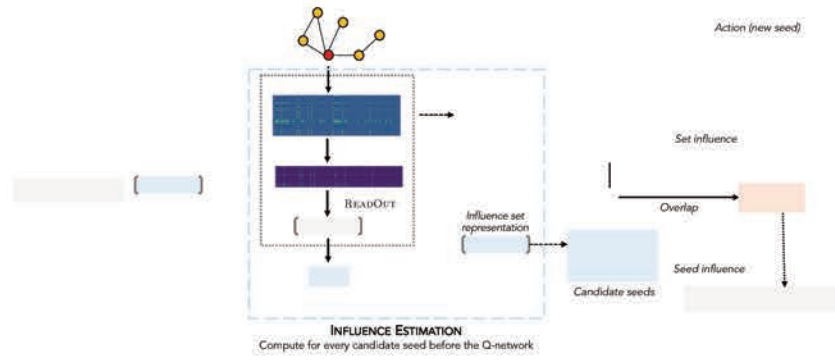 Action (new seed)
Set influence
READOUT
Overlap
Influence set
representation
Seed influence
Candidate seeds
INFLUENCE ESTIMATION
Compute for every candidate seed before the Q-network